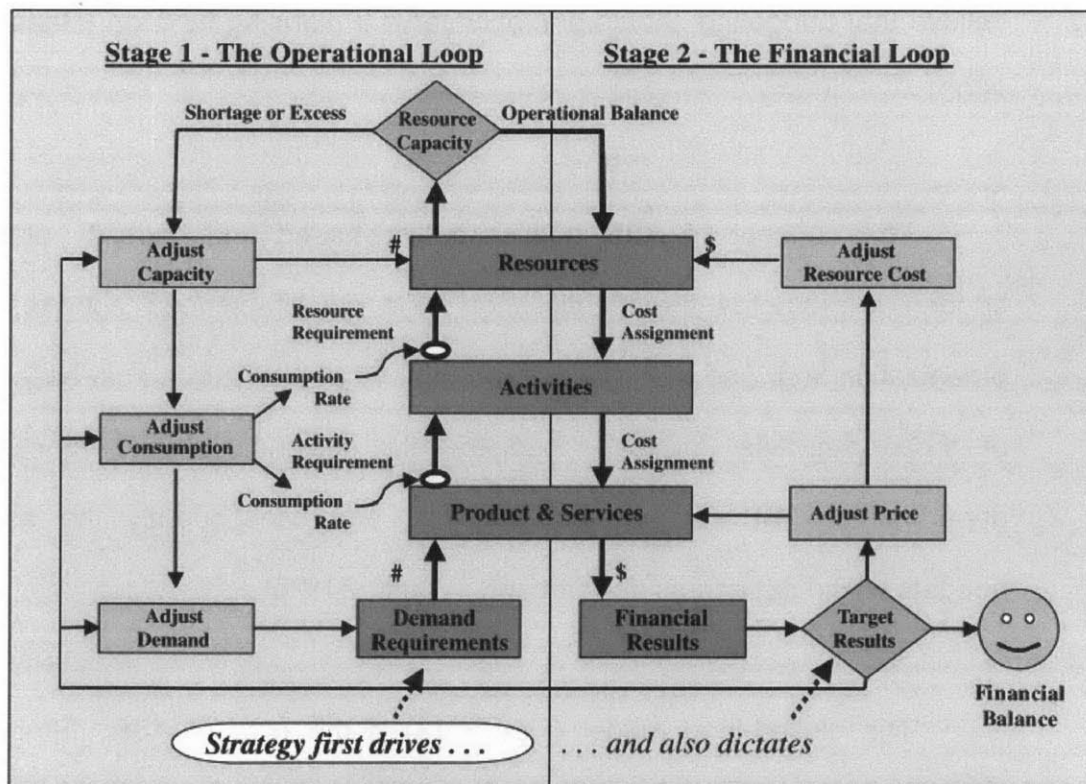 Stage 1 - The Operational Loop
Stage 2 - The Financial Loop
Shortage or Excess
Resource
Capacity
Operational Balance
Adjust
Capacity
#
Resources
$
Adjust
Resource Cost
Resource
Requirement
Cost
Assignment
Consumption
Rate
Activities
Adjust
Consumption
Activity
Requirement
Cost
Assignment
Consumption
Rate
Product & Services
Adjust Price
#
$
Adjust
Demand
Demand
Requirements
Financial
Results
Target
Results
Financial
Balance
Strategy first drives . . .
. . . and also dictates